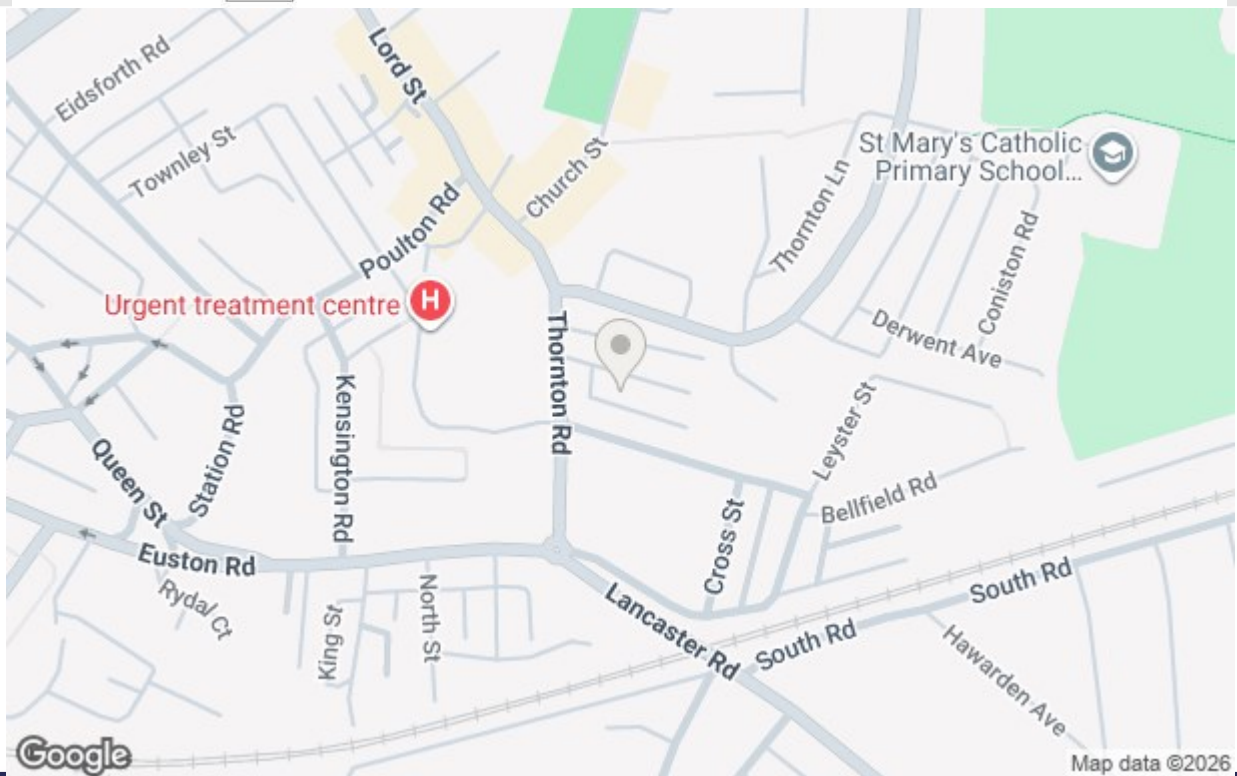 Lord St
Eidsforth Rd
Townley St
Church St
St Mary's Catholic
Primary School...
Thornton Ln
Poulton Rd
Coniston Rd
Urgent treatment centre
H
Thornton Rd
Derwent Ave
Kensington Rd
Leyster St
Station Rd
Queen St
Bellfield Rd
Cross St
Euston Rd
South Rd
Rydal Ct
North St
King St
Lancaster Rd
South Rd
Hawarden Ave
Google
Map data ©2026